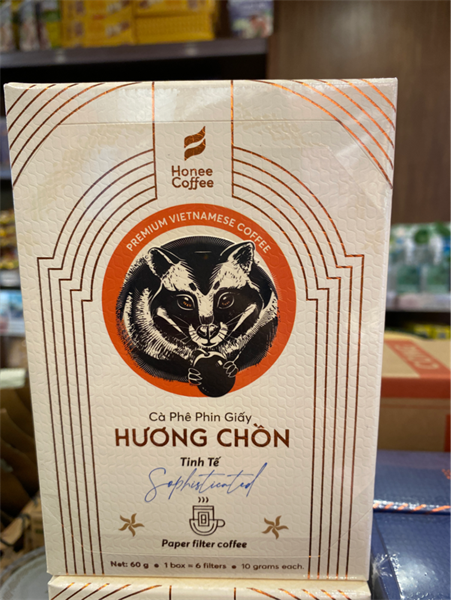 Honee
Coffee
PREMIUM VIETNAMESE COFFEE
Cà Phê Phin Giấy
HƯƠNG CHỒN
Tinh Tế
Sophisticated
Paper filter coffee
Net: 60 g • 1 box = 6 filters • 10 grams each.